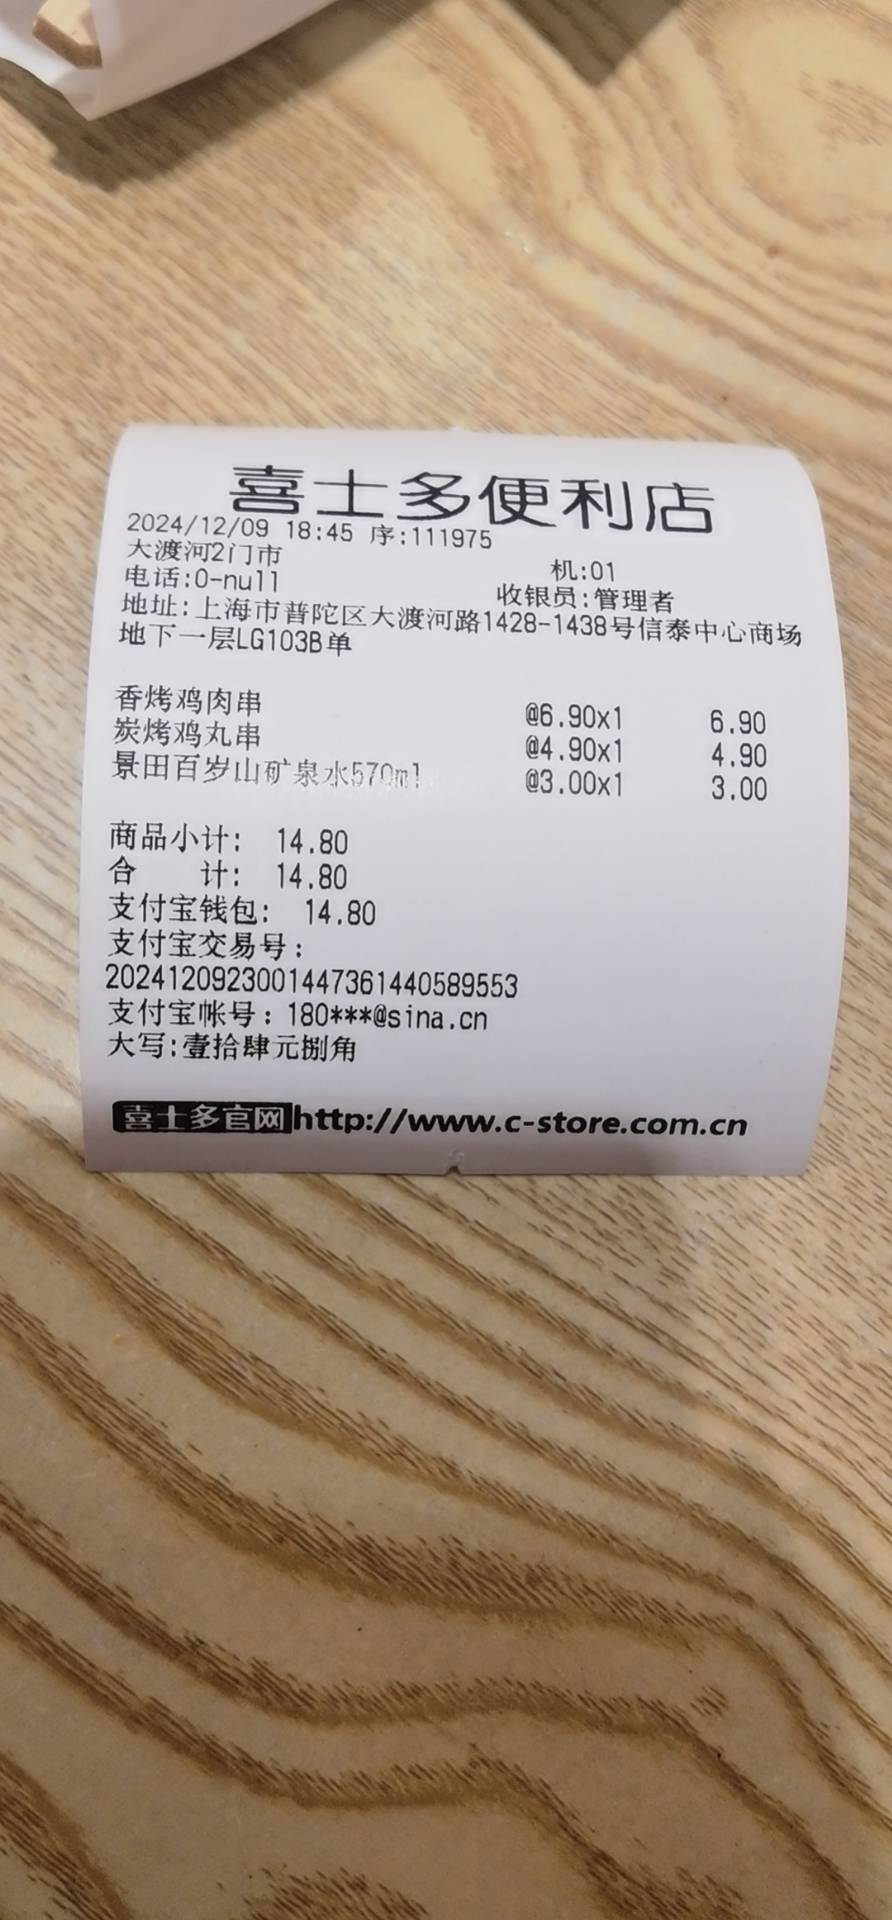 喜士多便利店
2024/12/09 18:45 序:111975
大渡河2门市 机:01
电话:0-null 收银员:管理者
地址:上海市普陀区大渡河路1428-1438号信泰中心商场
地下一层LG103B单
香烤鸡肉串 @6.90x1 6.90
炭烤鸡丸串 @4.90x1 4.90
景田百岁山矿泉水570ml @3.00x1 3.00
商品小计: 14.80
合 计: 14.80
支付宝钱包: 14.80
支付宝交易号:
2024120923001447361440589553
支付宝帐号:180***@sina.cn
大写:壹拾肆元捌角
喜士多官网http://www.c-store.com.cn